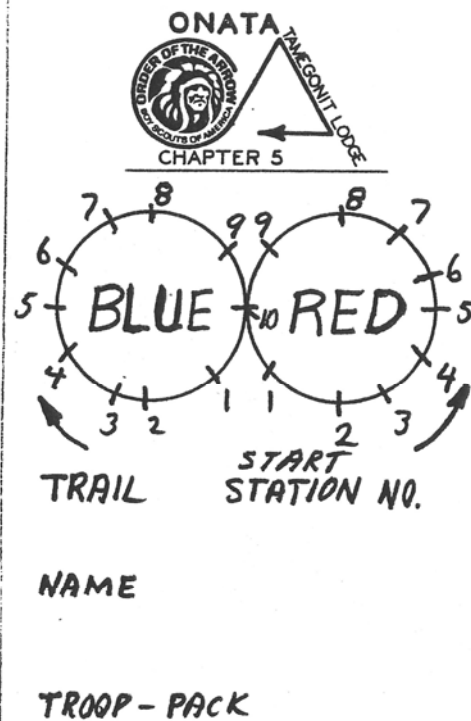 ONATA
TAMEGONIT LODGE
ORDER OF THE ARROW
BOY SCOUTS OF AMERICA
CHAPTER 5
8 8
7 9 9 7
6 6
5 BLUE 10 RED 5
4 4
3 2 1 1 2 3
TRAIL START STATION NO.
NAME
TROOP - PACK